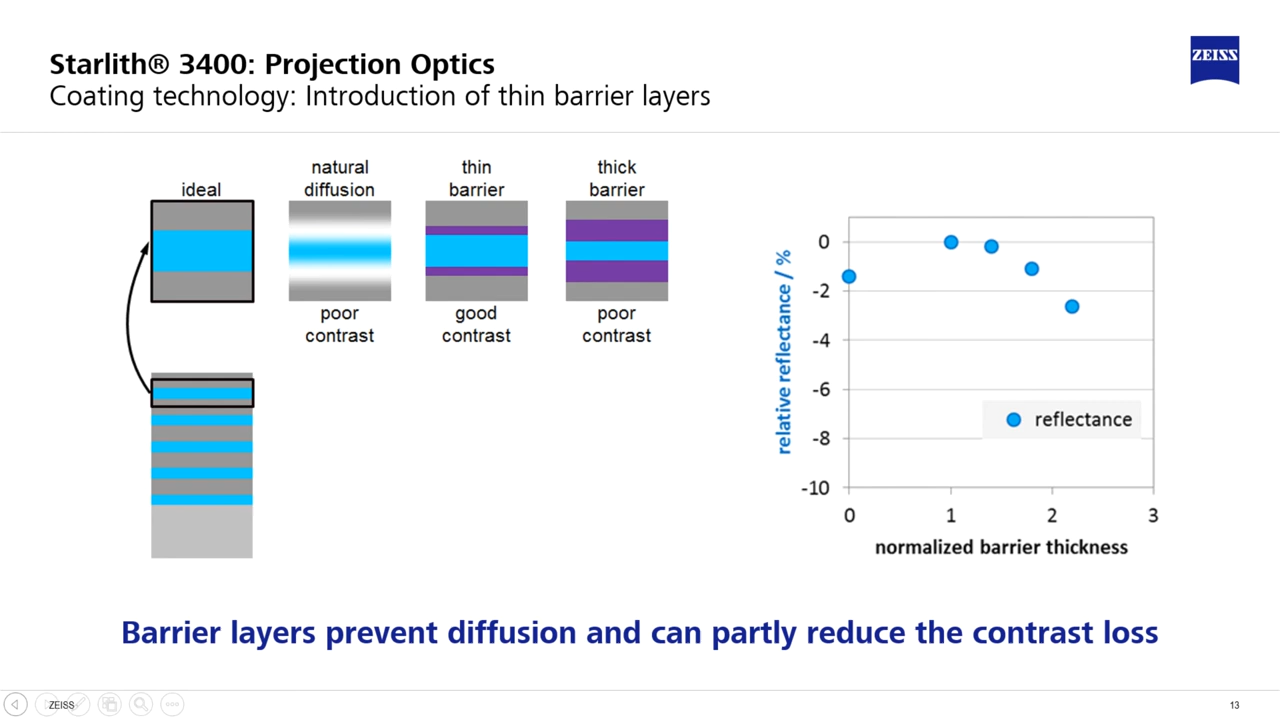 Starlith® 3400: Projection Optics
Coating technology: Introduction of thin barrier layers
ZEISS
ideal
natural
diffusion
thin
barrier
thick
barrier
poor
contrast
good
contrast
poor
contrast
relative reflectance / %
0
-2
-4
-6
-8
-10
reflectance
0 1 2 3
normalized barrier thickness
Barrier layers prevent diffusion and can partly reduce the contrast loss
ZEISS
13